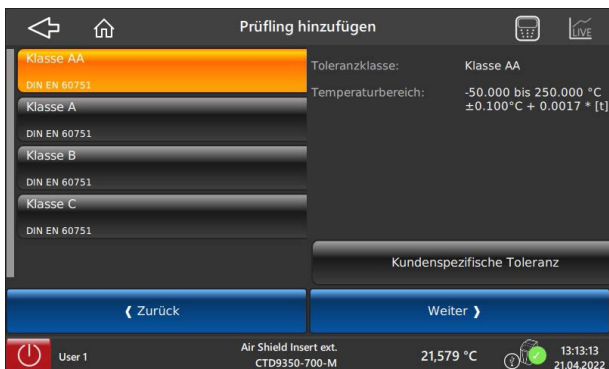 Prüfling hinzufügen
LIVE
Klasse AA
DIN EN 60751
Klasse A
DIN EN 60751
Klasse B
DIN EN 60751
Klasse C
DIN EN 60751
Toleranzklasse: Klasse AA
Temperaturbereich: -50.000 bis 250.000 °C
±0.100°C + 0.0017 * [t]
Kundenspezifische Toleranz
❬ Zurück
Weiter ❭
User 1
Air Shield Insert ext.
CTD9350-700-M
21,579 °C
?
13:13:13
21.04.2022